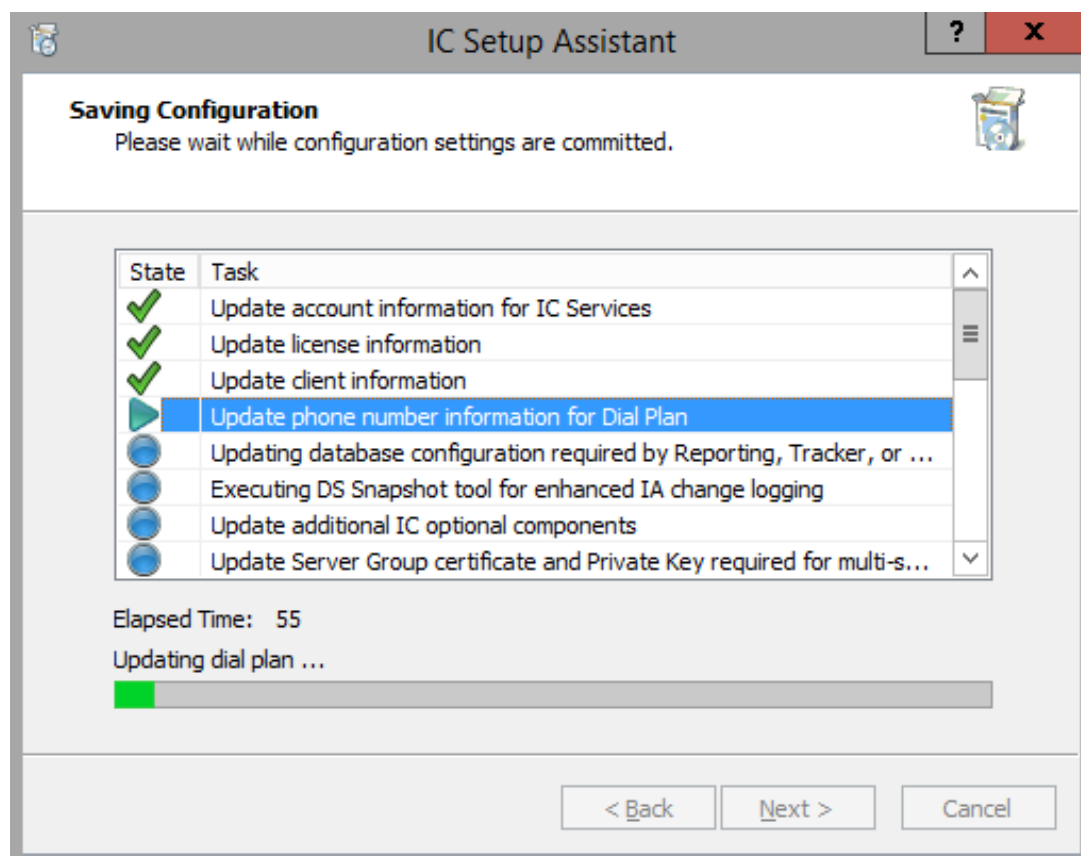 IC Setup Assistant
?
x
Saving Configuration
Please wait while configuration settings are committed.
State Task
Update account information for IC Services
Update license information
Update client information
Update phone number information for Dial Plan
Updating database configuration required by Reporting, Tracker, or ...
Executing DS Snapshot tool for enhanced IA change logging
Update additional IC optional components
Update Server Group certificate and Private Key required for multi-s...
Elapsed Time: 55
Updating dial plan ...
< Back Next > Cancel